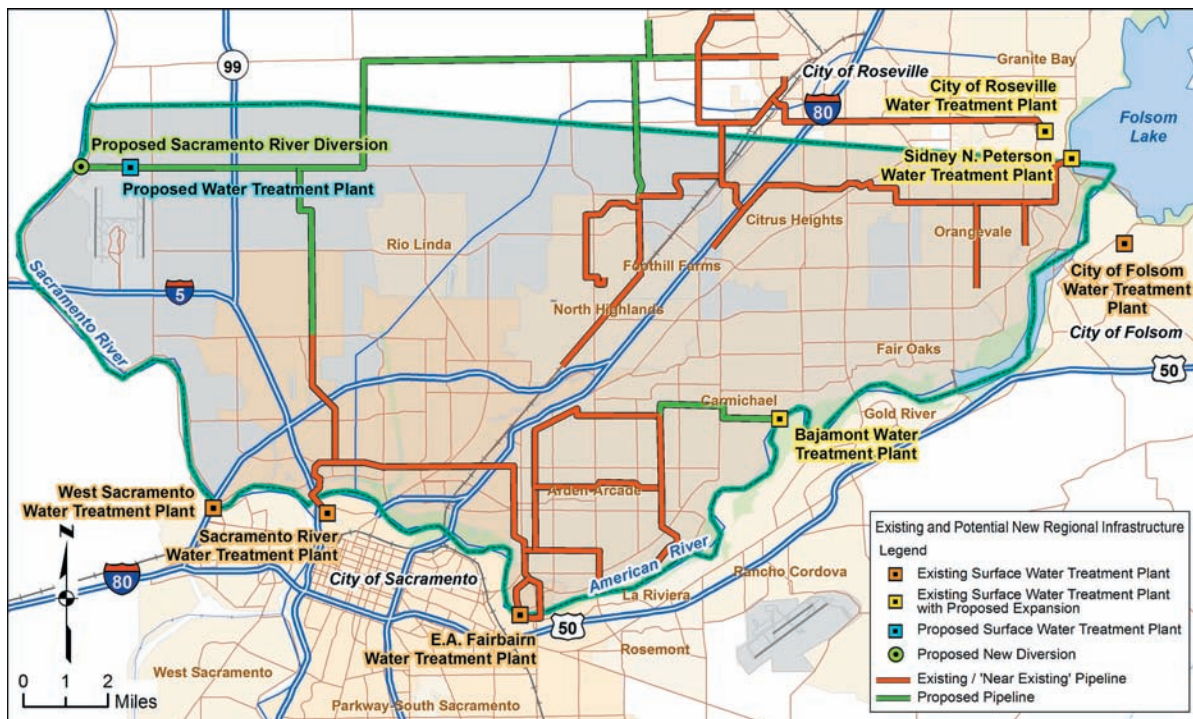 99
Granite Bay
City of Roseville
City of Roseville
Water Treatment Plant
80
Folsom
Lake
Proposed Sacramento River Diversion
Proposed Water Treatment Plant
Sidney N. Peterson
Water Treatment Plant
Citrus Heights
Orangevale
Rio Linda
Foothill Farms
City of Folsom
Water Treatment
Plant
Sacramento River
5
North Highlands
City of Folsom
Fair Oaks
50
Carmichael
Gold River
Bajamont Water
Treatment Plant
West Sacramento
Water Treatment Plant
Arden Arcade
Sacramento River
Water Treatment Plant
N
American River
80
City of Sacramento
Rancho Cordova
La Riviera
E.A. Fairbairn
Water Treatment Plant
50
Rosemont
West Sacramento
0 1 2
Miles
Parkway-South Sacramento
Existing and Potential New Regional Infrastructure
Legend
Existing Surface Water Treatment Plant
Existing Surface Water Treatment Plant
with Proposed Expansion
Proposed Surface Water Treatment Plant
Proposed New Diversion
Existing / 'Near Existing' Pipeline
Proposed Pipeline